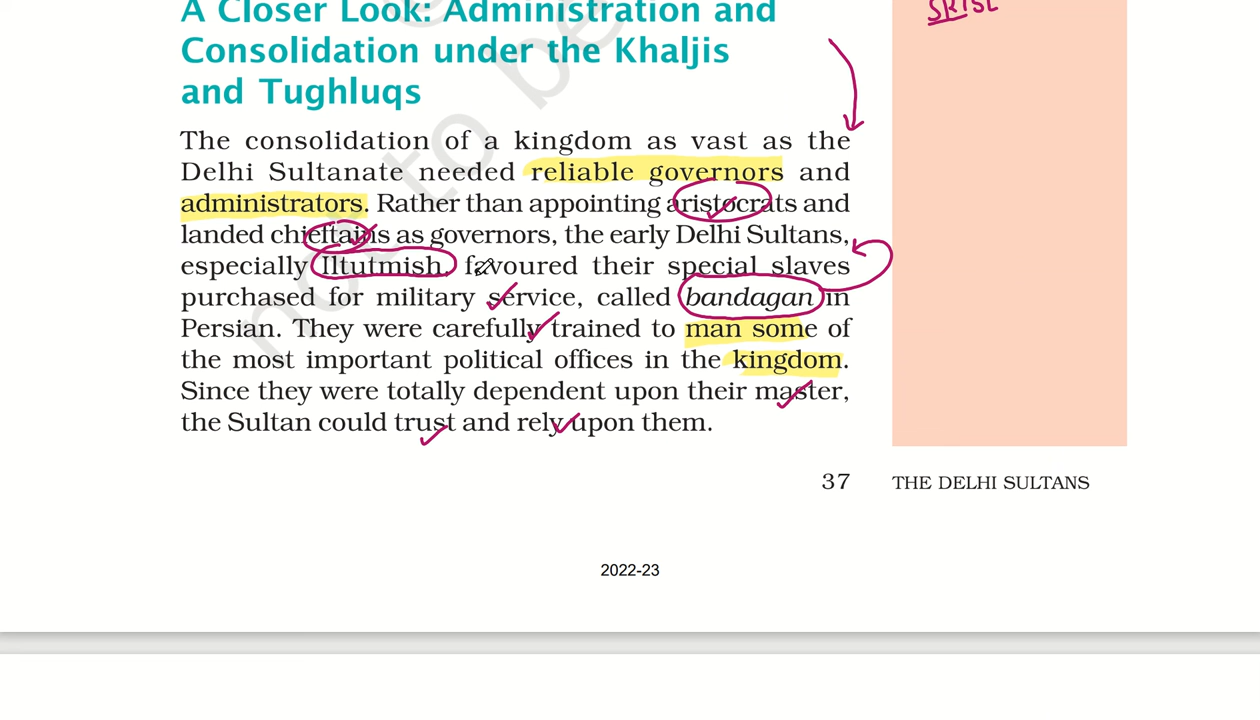 A Closer Look: Administration and
Consolidation under the Khaljis
and Tughluqs
The consolidation of a kingdom as vast as the
Delhi Sultanate needed reliable governors and
administrators. Rather than appointing aristocrats and
landed chieftains as governors, the early Delhi Sultans,
especially Iltutmish, favoured their special slaves
purchased for military service, called bandagan in
Persian. They were carefully trained to man some of
the most important political offices in the kingdom.
Since they were totally dependent upon their master,
the Sultan could trust and rely upon them.
37 THE DELHI SULTANS
2022-23
not to be